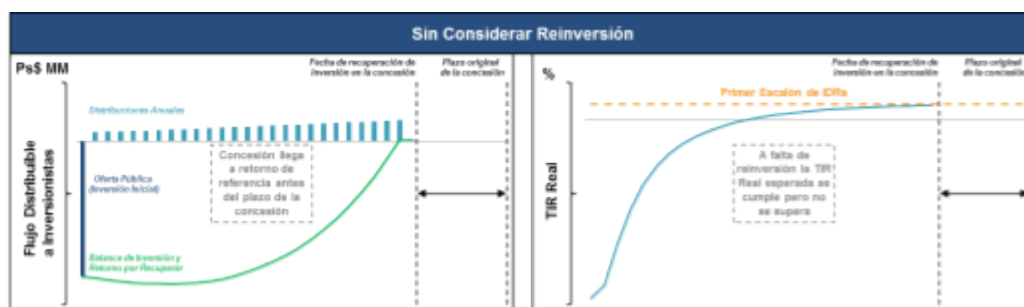 Sin Considerar Reinversión
Ps$ MM
Fecha de recuperación de
inversión en la concesión
Plazo original
de la concisión
Distribuciones Anuales
Concesión llega
a retorno de
referencia antes
del plazo de la
concesión
Oferta Pública
(Inversión Inicial)
Flujo Distribuible
a Inversionistas
Balance de Inversión y
Retorno por Recuperar
%
Fecha de recuperación de
inversión en la concesión
Plazo original
de la concisión
Primer Escalón de IDRs
A falta de
reinversión la TIR
Real esperada se
cumple pero no
se supera
TIR Real